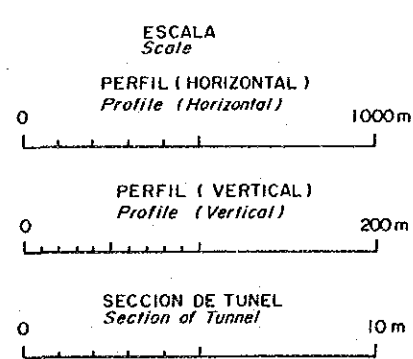 ESCALA
Scale
PERFIL (HORIZONTAL)
Profile (Horizontal)
0 1000 m
PERFIL (VERTICAL)
Profile (Vertical)
0 200 m
SECCION DE TUNEL
Section of Tunnel
0 10 m